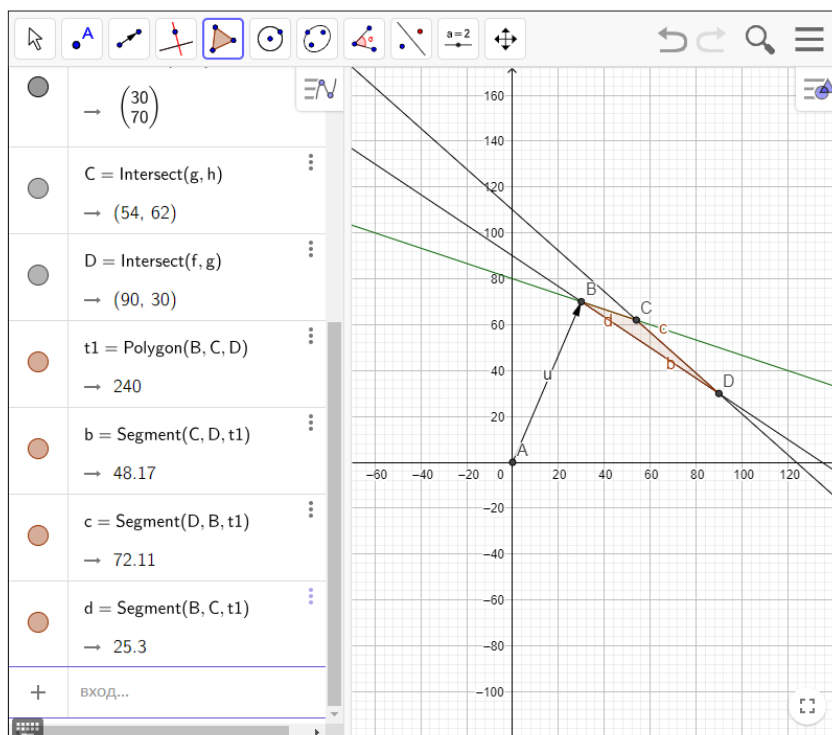 A
a = 2
30
70
C = Intersect(g, h)
→ (54, 62)
D = Intersect(f, g)
→ (90, 30)
t1 = Polygon(B, C, D)
→ 240
b = Segment(C, D, t1)
→ 48.17
c = Segment(D, B, t1)
→ 72.11
d = Segment(B, C, t1)
→ 25.3
+ вход...
160
140
120
100
80
60
40
20
−60 −40 −20 0 20 40 60 80 100 120
−20
−40
−60
−80
−100
B
C
d
c
b
D
u
A